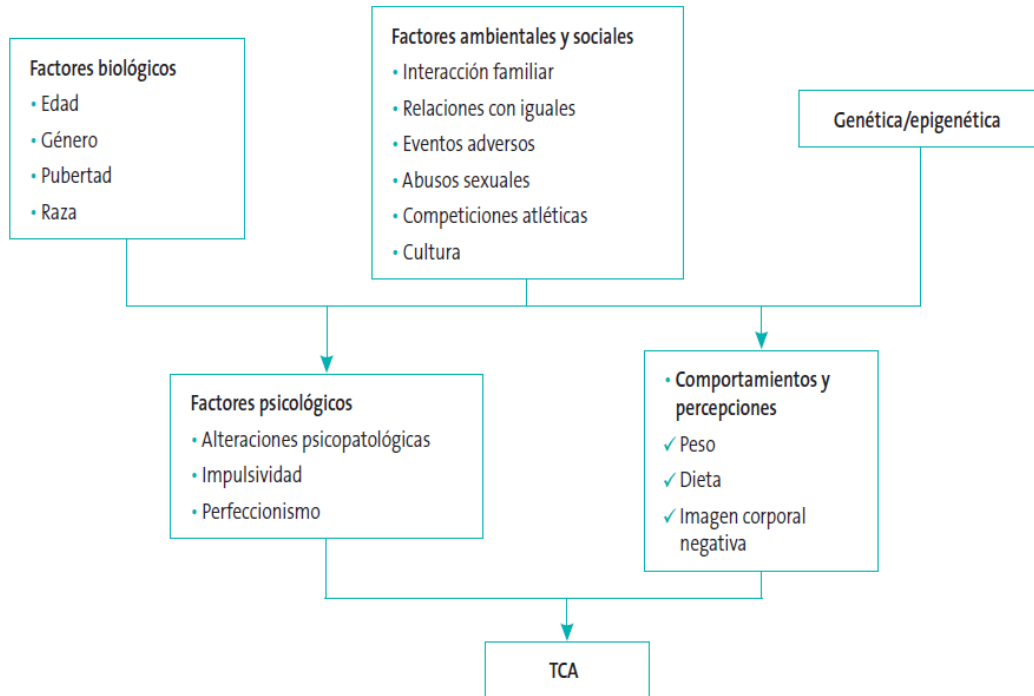 Factores biológicos
• Edad
• Género
• Pubertad
• Raza
Factores ambientales y sociales
• Interacción familiar
• Relaciones con iguales
• Eventos adversos
• Abusos sexuales
• Competiciones atléticas
• Cultura
Genética/epigenética
Factores psicológicos
• Alteraciones psicopatológicas
• Impulsividad
• Perfeccionismo
• Comportamientos y
percepciones
✓ Peso
✓ Dieta
✓ Imagen corporal
negativa
TCA